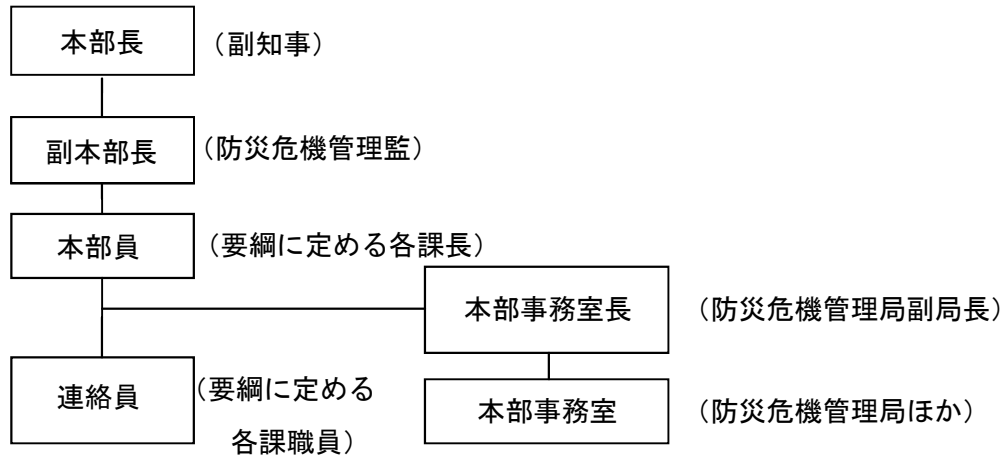 本部長 （副知事）
副本部長 （防災危機管理監）
本部員 （要綱に定める各課長）
本部事務室長 （防災危機管理局副局長）
連絡員 （要綱に定める
各課職員）
本部事務室 （防災危機管理局ほか）